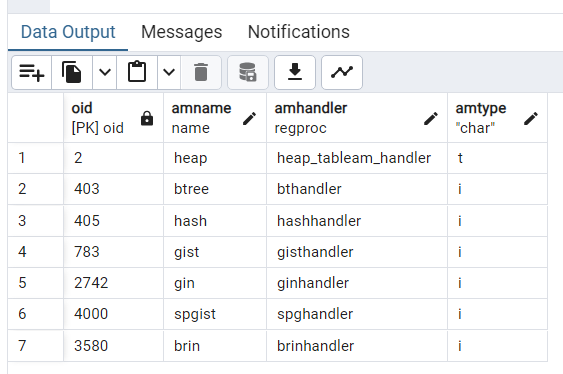 Data Output Messages Notifications
oid amname amhandler amtype
[PK] oid name regproc "char"
1 2 heap heap_tableam_handler t
2 403 btree bthandler i
3 405 hash hashhandler i
4 783 gist gisthandler i
5 2742 gin ginhandler i
6 4000 spgist spghandler i
7 3580 brin brinhandler i